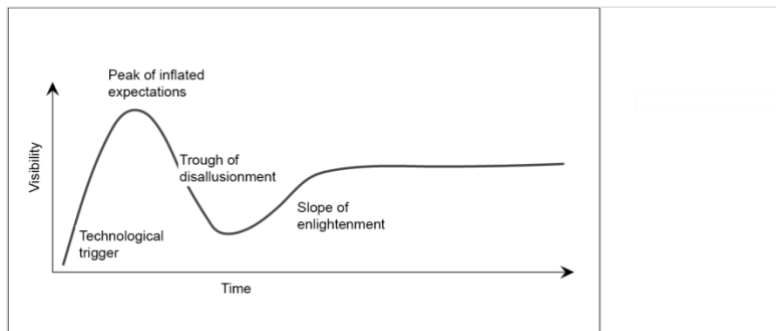 Peak of inflated
expectations
Visibility
Trough of
disallusionment
Slope of
enlightenment
Technological
trigger
Time